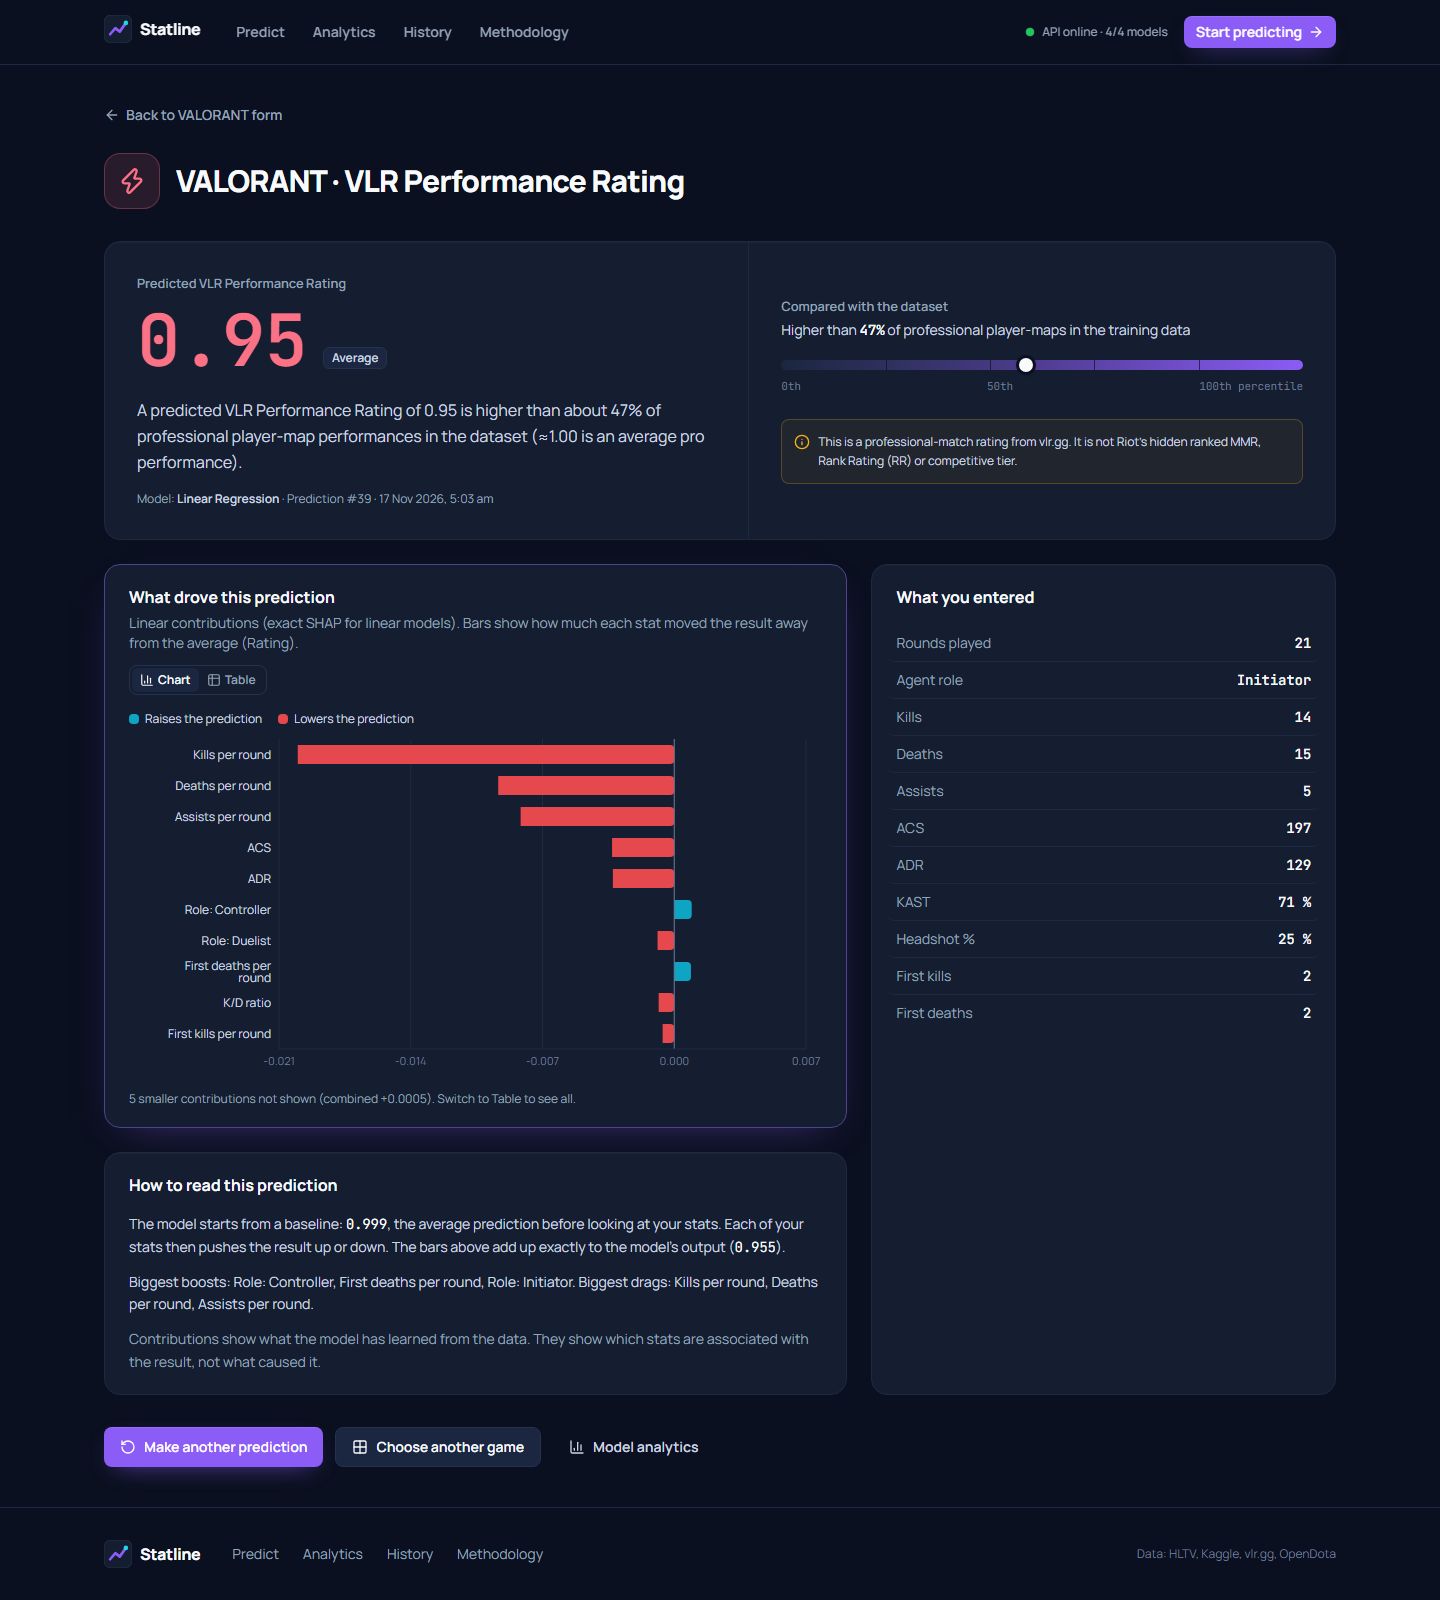 Statline
Predict
Analytics
History
Methodology
API online · 4/4 models
Start predicting
Back to VALORANT form
VALORANT · VLR Performance Rating
Predicted VLR Performance Rating
0.95
Average
A predicted VLR Performance Rating of 0.95 is higher than about 47% of
professional player-map performances in the dataset (≈1.00 is an average pro
performance).
Model: Linear Regression · Prediction #39 · 17 Nov 2026, 5:03 am
Compared with the dataset
Higher than 47% of professional player-maps in the training data
0th
50th
100th percentile
This is a professional-match rating from vlr.gg. It is not Riot's hidden ranked MMR,
Rank Rating (RR) or competitive tier.
What drove this prediction
Linear contributions (exact SHAP for linear models). Bars show how much each stat moved the result away
from the average (Rating).
Chart
Table
Raises the prediction
Lowers the prediction
Kills per round
Deaths per round
Assists per round
ACS
ADR
Role: Controller
Role: Duelist
First deaths per
round
K/D ratio
First kills per round
-0.021
-0.014
-0.007
0.000
0.007
5 smaller contributions not shown (combined +0.0005). Switch to Table to see all.
What you entered
Rounds played 21
Agent role Initiator
Kills 14
Deaths 15
Assists 5
ACS 197
ADR 129
KAST 71 %
Headshot % 25 %
First kills 2
First deaths 2
How to read this prediction
The model starts from a baseline: 0.999, the average prediction before looking at your stats. Each of your
stats then pushes the result up or down. The bars above add up exactly to the model's output (0.955).
Biggest boosts: Role: Controller, First deaths per round, Role: Initiator. Biggest drags: Kills per round, Deaths
per round, Assists per round.
Contributions show what the model has learned from the data. They show which stats are associated with
the result, not what caused it.
Make another prediction
Choose another game
Model analytics
Statline
Predict
Analytics
History
Methodology
Data: HLTV, Kaggle, vlr.gg, OpenDota